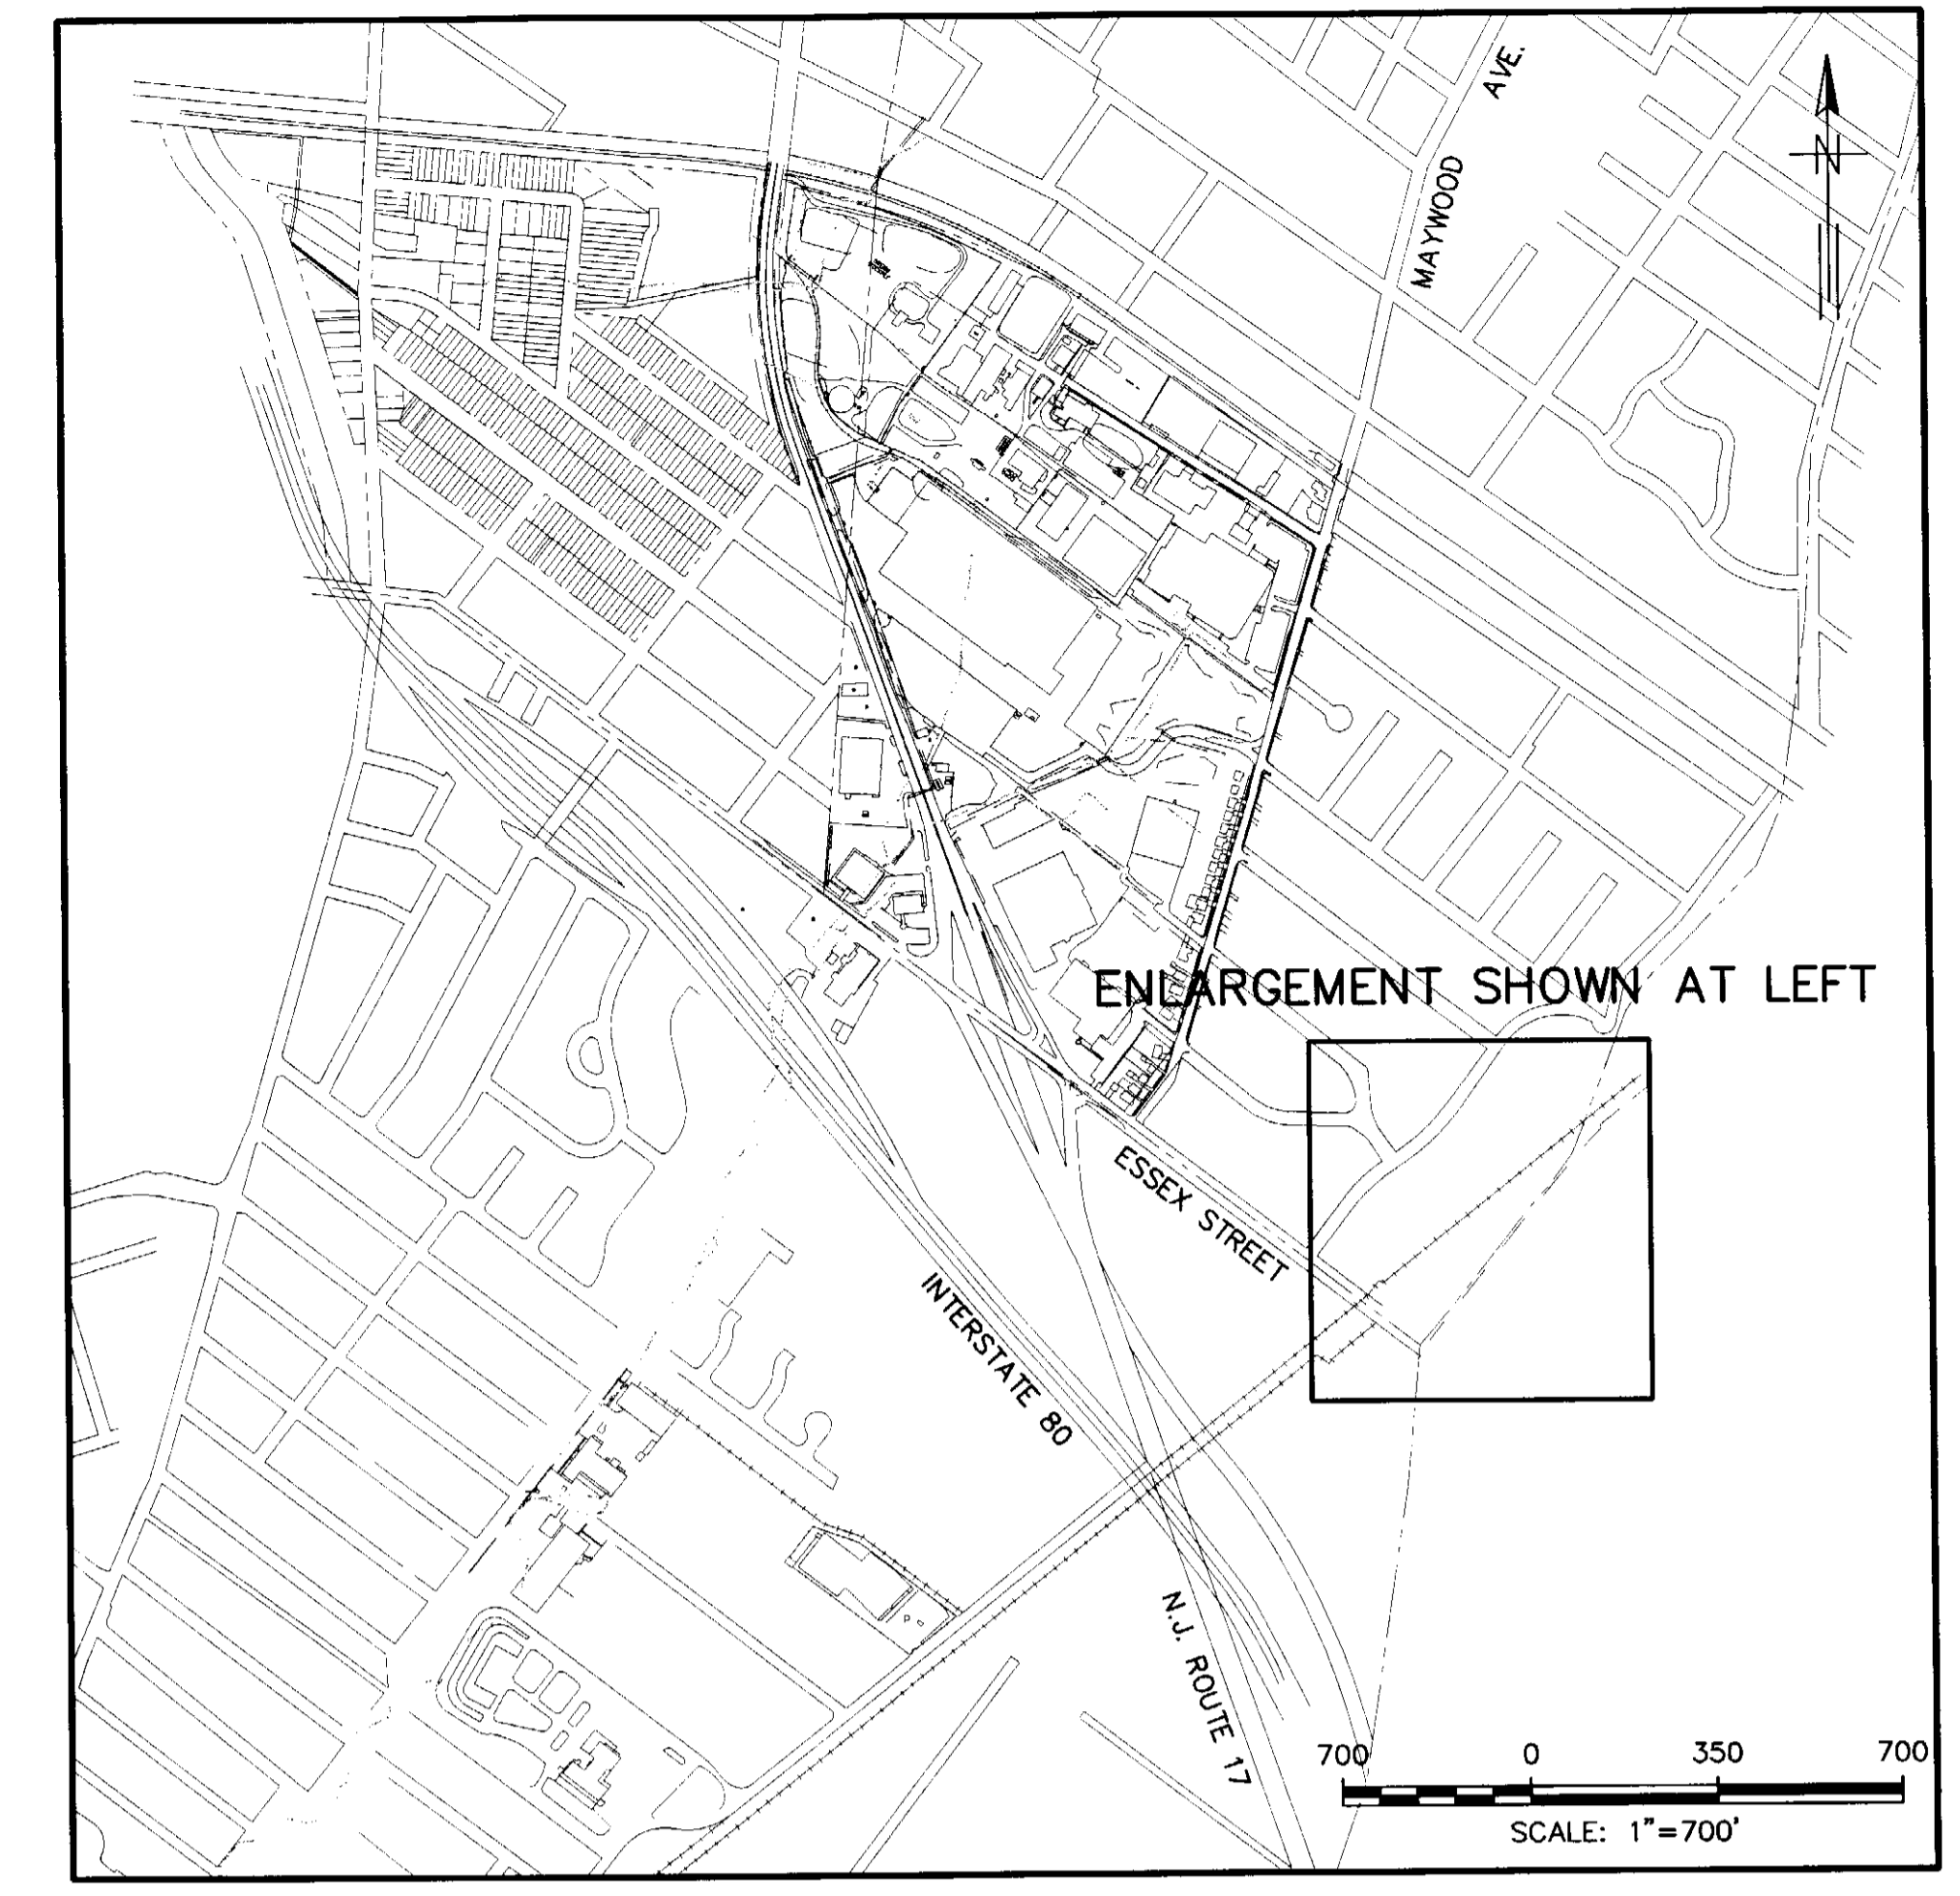 MAYWOOD AVE.
N
ENLARGEMENT SHOWN AT LEFT
ESSEX STREET
INTERSTATE 80
N.J. ROUTE 17
700 0 350 700
SCALE: 1"=700'